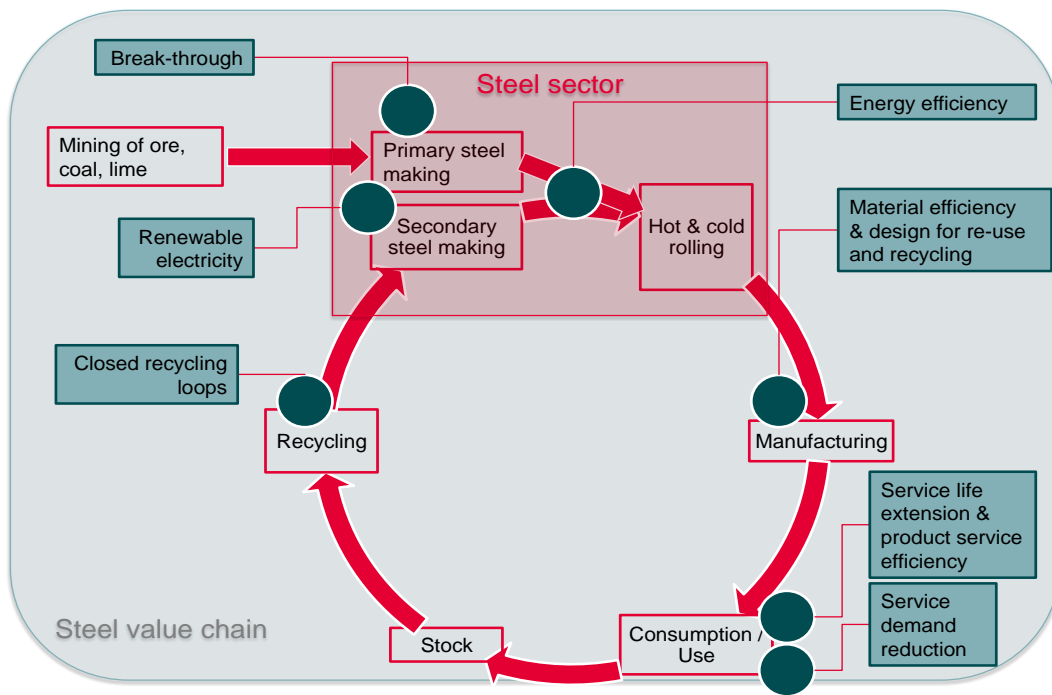 Break-through
Steel sector
Energy efficiency
Mining of ore,
coal, lime
Primary steel
making
Renewable
electricity
Secondary
steel making
Hot & cold
rolling
Material efficiency
& design for re-use
and recycling
Closed recycling
loops
Recycling
Manufacturing
Service life
extension &
product service
efficiency
Steel value chain
Stock
Consumption /
Use
Service
demand
reduction